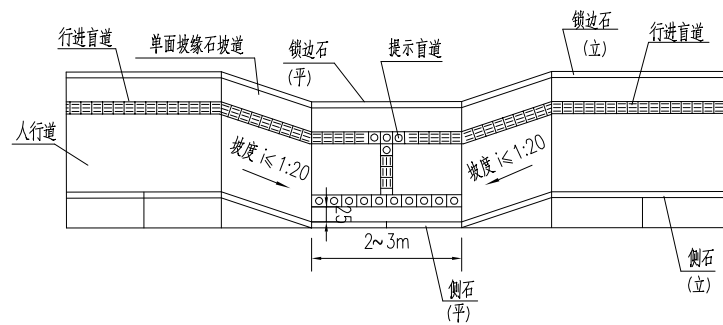 行进盲道
单面坡缘石坡道
锁边石
(平)
提示盲道
锁边石
(立)
行进盲道
人行道
坡度 i≤1:20
坡度 i≤1:20
25
2~3m
侧石
(平)
侧石
(立)